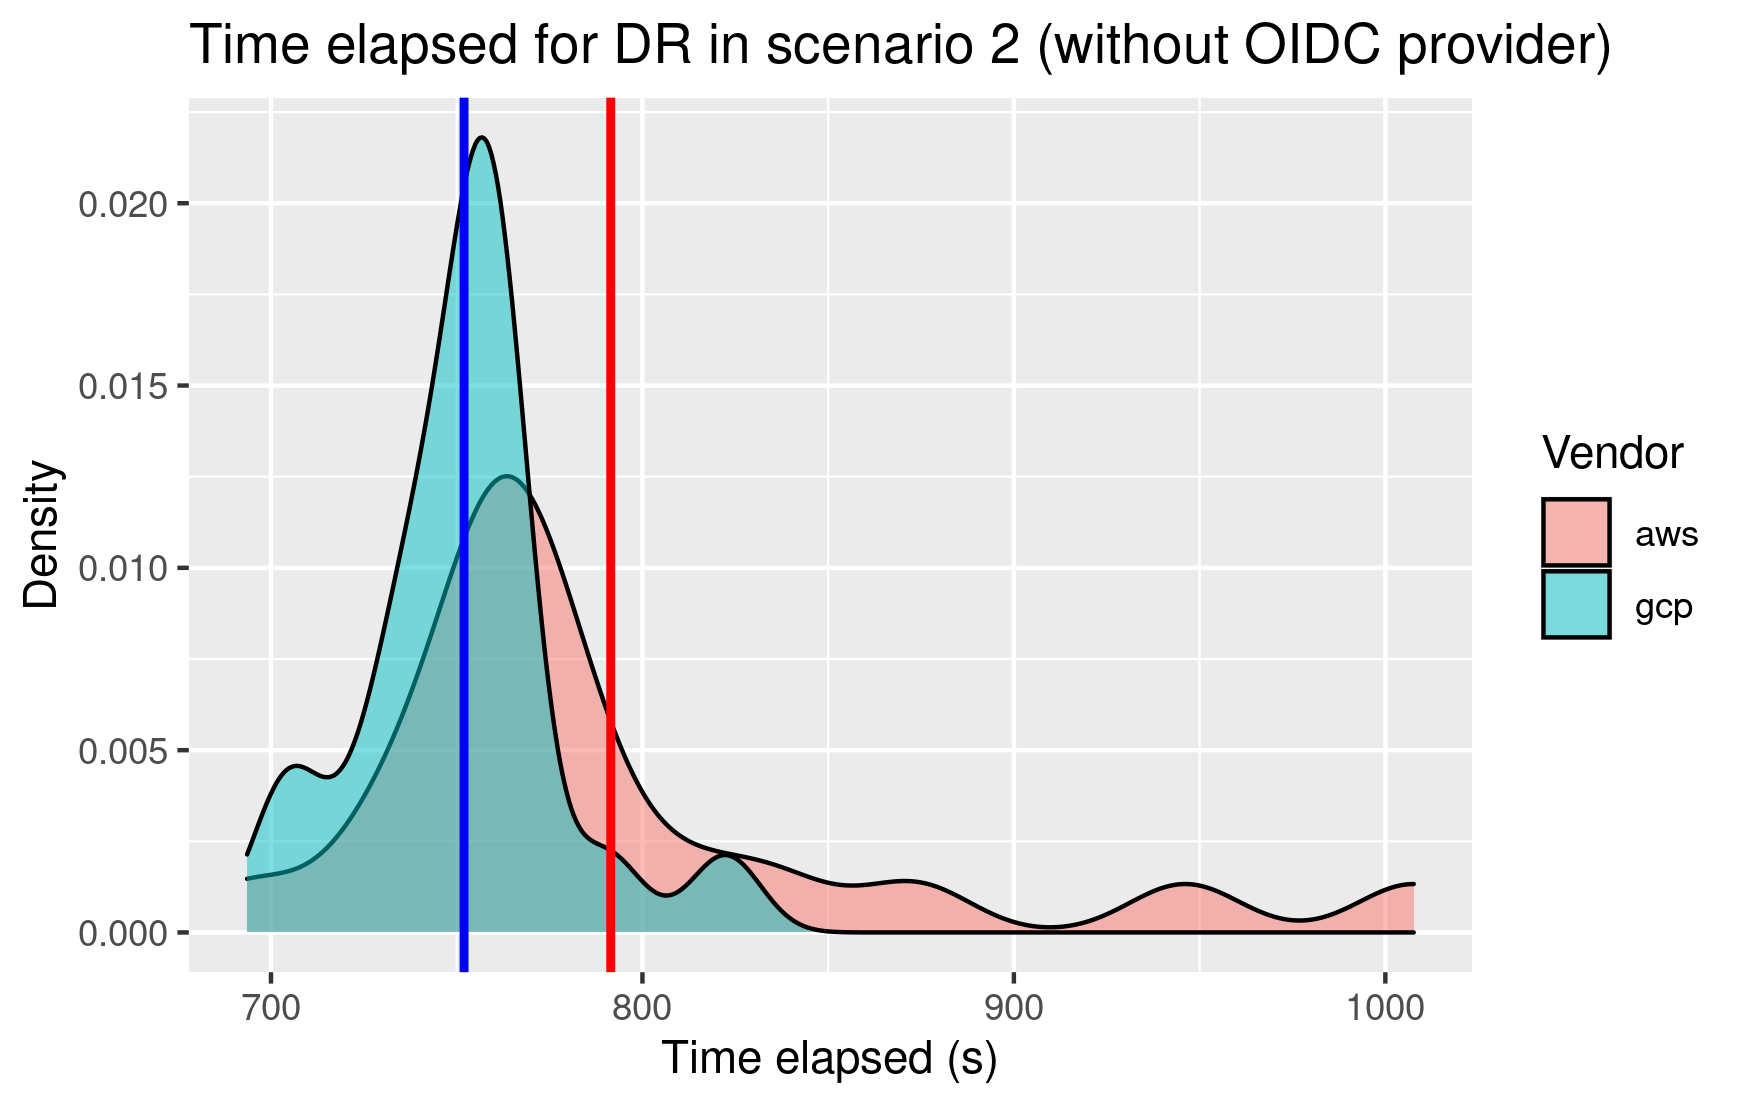 Time elapsed for DR in scenario 2 (without OIDC provider)
Density
0.020
0.015
0.010
0.005
0.000
700 800 900 1000
Time elapsed (s)
Vendor
aws
gcp